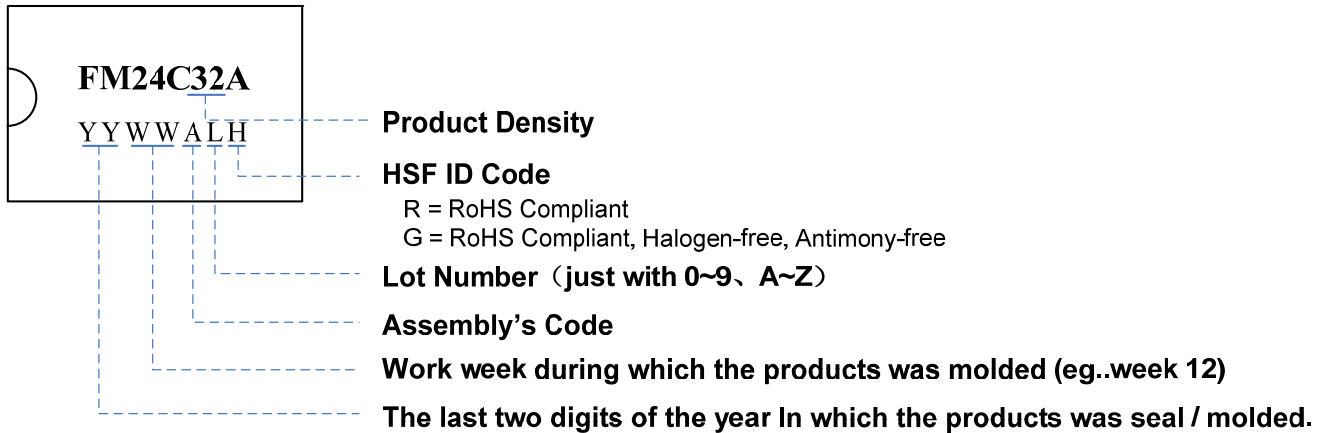 FM24C32A
YYWWALH
Product Density
HSF ID Code
R = RoHS Compliant
G = RoHS Compliant, Halogen-free, Antimony-free
Lot Number（just with 0~9、A~Z）
Assembly’s Code
Work week during which the products was molded (eg..week 12)
The last two digits of the year In which the products was seal / molded.